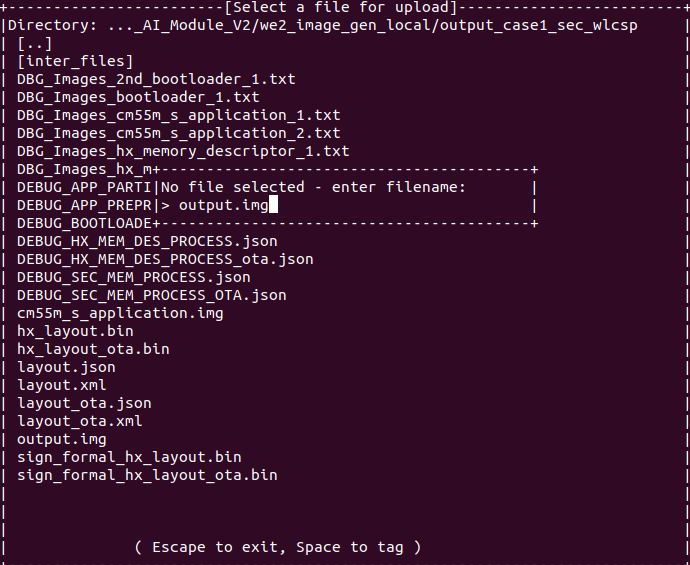 [Select a file for upload]
Directory: ..._AI_Module_V2/we2_image_gen_local/output_case1_sec_wlcsp
[..]
[inter_files]
DBG_Images_2nd_bootloader_1.txt
DBG_Images_bootloader_1.txt
DBG_Images_cm55m_s_application_1.txt
DBG_Images_cm55m_s_application_2.txt
DBG_Images_hx_memory_descriptor_1.txt
DBG_Images_hx_m
DEBUG_APP_PARTI|No file selected - enter filename:
DEBUG_APP_PREPR|> output.img
DEBUG_BOOTLOADE
DEBUG_HX_MEM_DES_PROCESS.json
DEBUG_HX_MEM_DES_PROCESS_ota.json
DEBUG_SEC_MEM_PROCESS.json
DEBUG_SEC_MEM_PROCESS_OTA.json
cm55m_s_application.img
hx_layout.bin
hx_layout_ota.bin
layout.json
layout.xml
layout_ota.json
layout_ota.xml
output.img
sign_formal_hx_layout.bin
sign_formal_hx_layout_ota.bin
( Escape to exit, Space to tag )